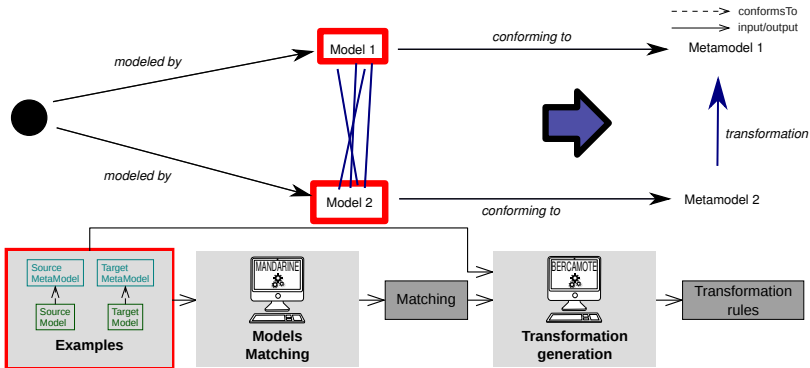 conformsTo
input/output
Model 1
conforming to
Metamodel 1
modeled by
transformation
modeled by
Model 2
conforming to
Metamodel 2
Source
MetaModel
Target
MetaModel
Source
Model
Target
Model
Examples
MANDARINE
Models
Matching
Matching
BERCAMOTE
Transformation
generation
Transformation
rules